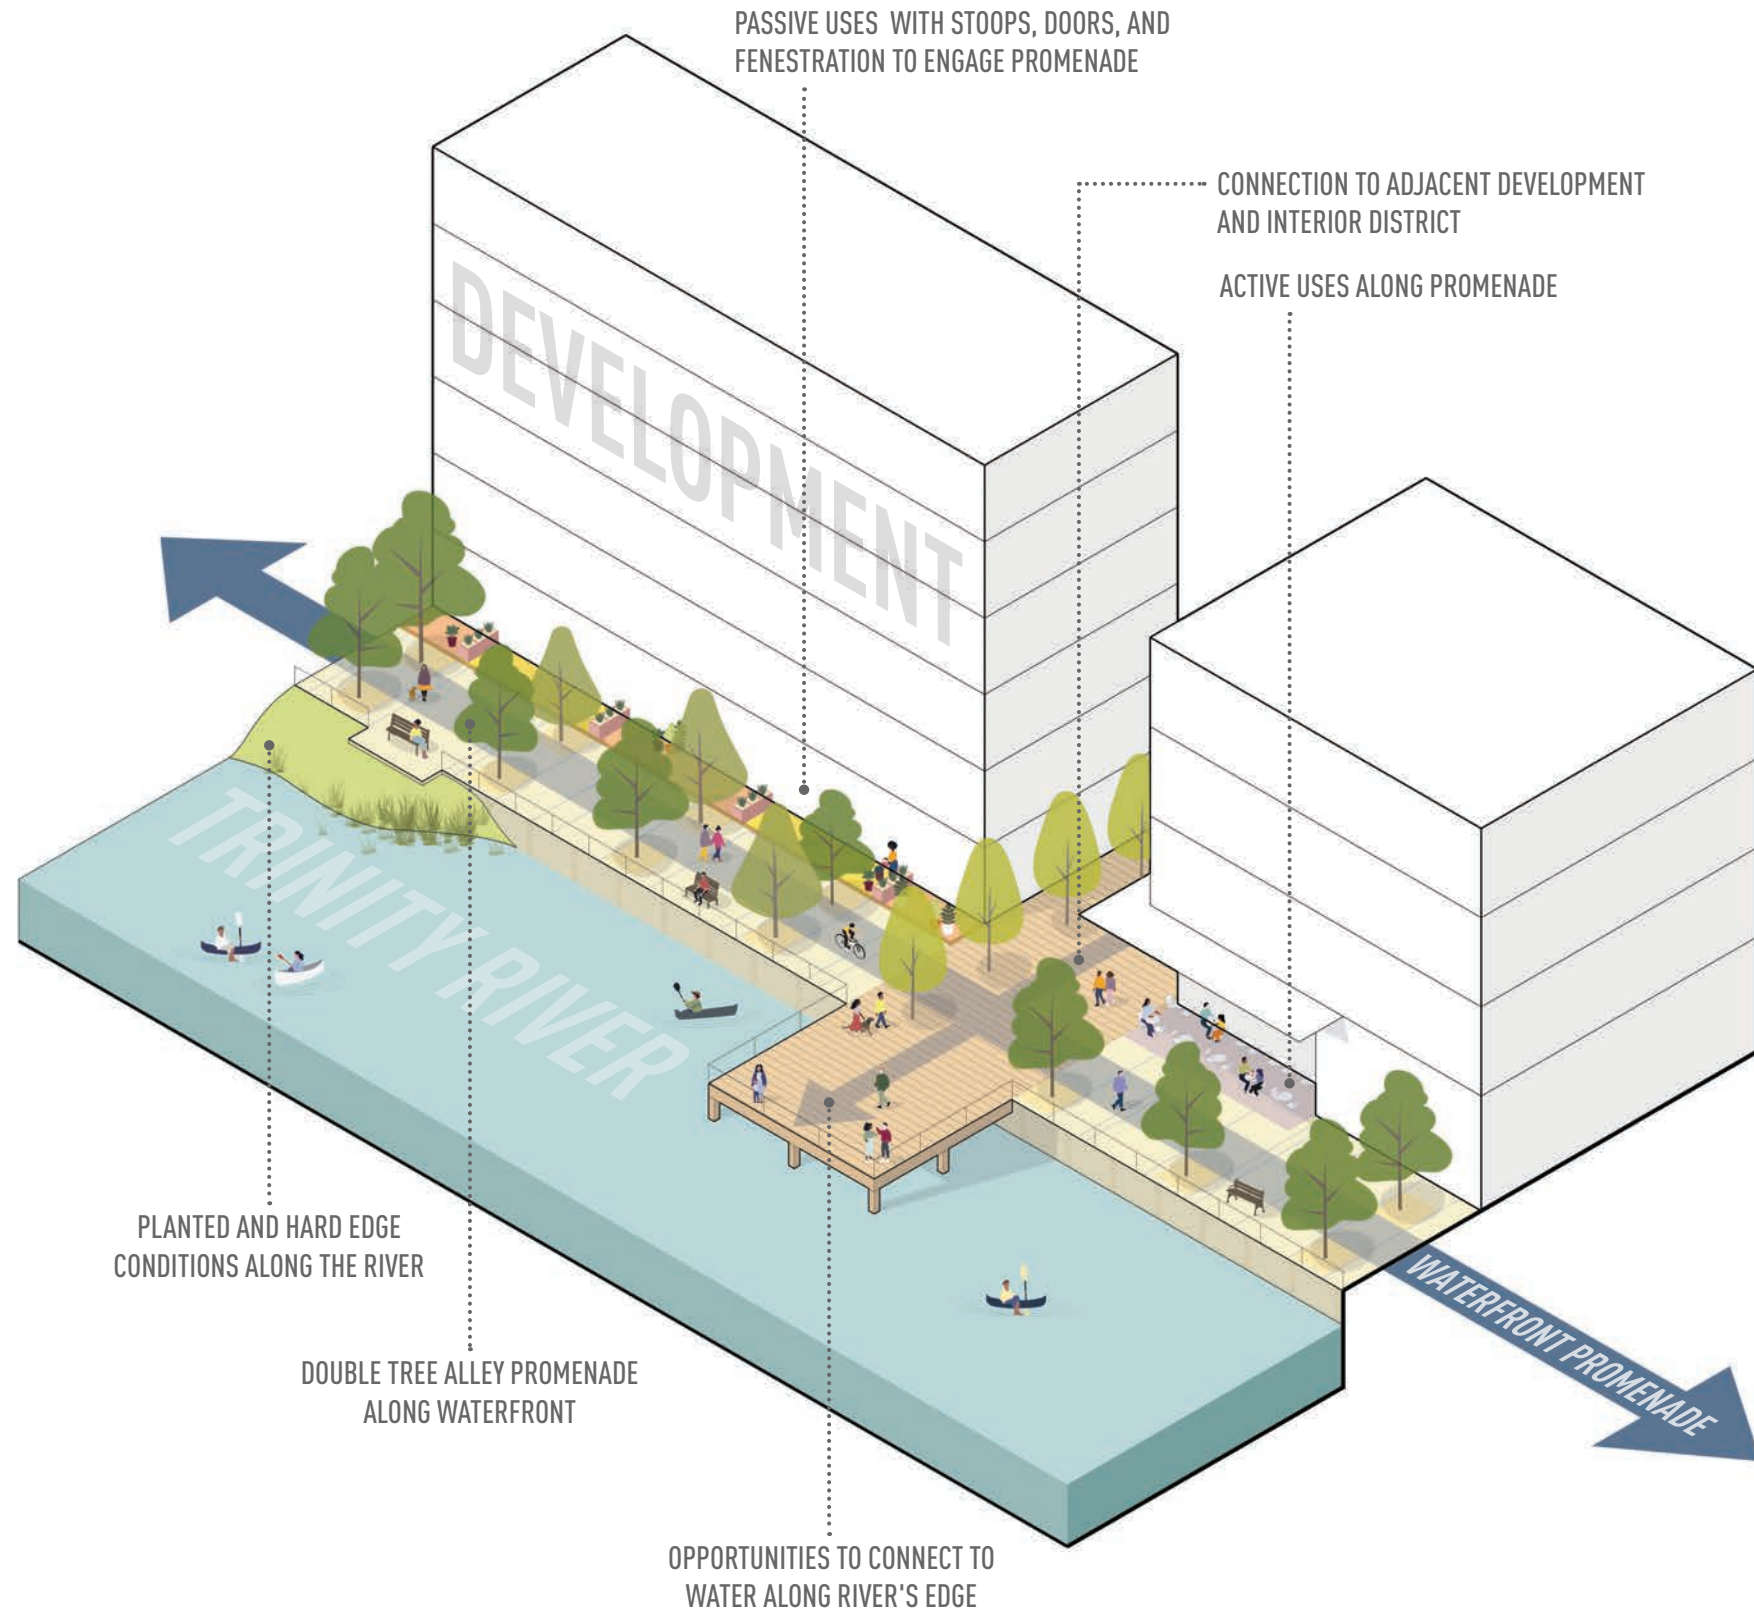 PASSIVE USES WITH STOOPS, DOORS, AND
FENESTRATION TO ENGAGE PROMENADE
CONNECTION TO ADJACENT DEVELOPMENT
AND INTERIOR DISTRICT
ACTIVE USES ALONG PROMENADE
DEVELOPMENT
TRINITY RIVER
PLANTED AND HARD EDGE
CONDITIONS ALONG THE RIVER
WATERFRONT PROMENADE
DOUBLE TREE ALLEY PROMENADE
ALONG WATERFRONT
OPPORTUNITIES TO CONNECT TO
WATER ALONG RIVER'S EDGE